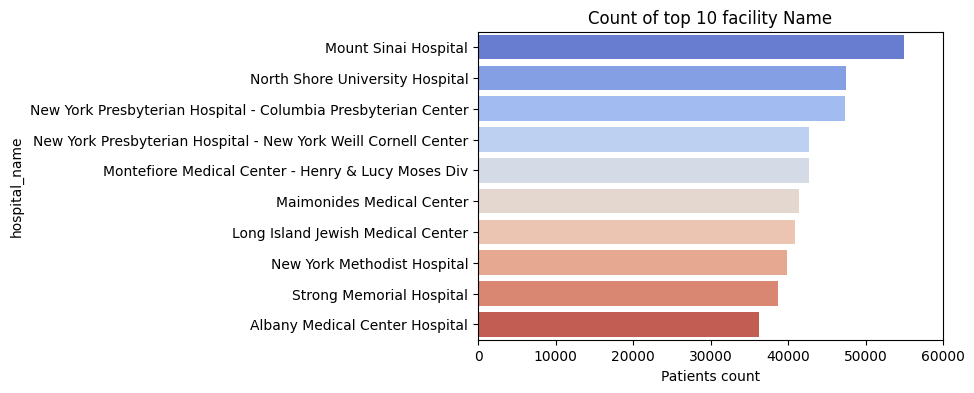 Count of top 10 facility Name
hospital_name
Mount Sinai Hospital
North Shore University Hospital
New York Presbyterian Hospital - Columbia Presbyterian Center
New York Presbyterian Hospital - New York Weill Cornell Center
Montefiore Medical Center - Henry & Lucy Moses Div
Maimonides Medical Center
Long Island Jewish Medical Center
New York Methodist Hospital
Strong Memorial Hospital
Albany Medical Center Hospital
0 10000 20000 30000 40000 50000 60000
Patients count